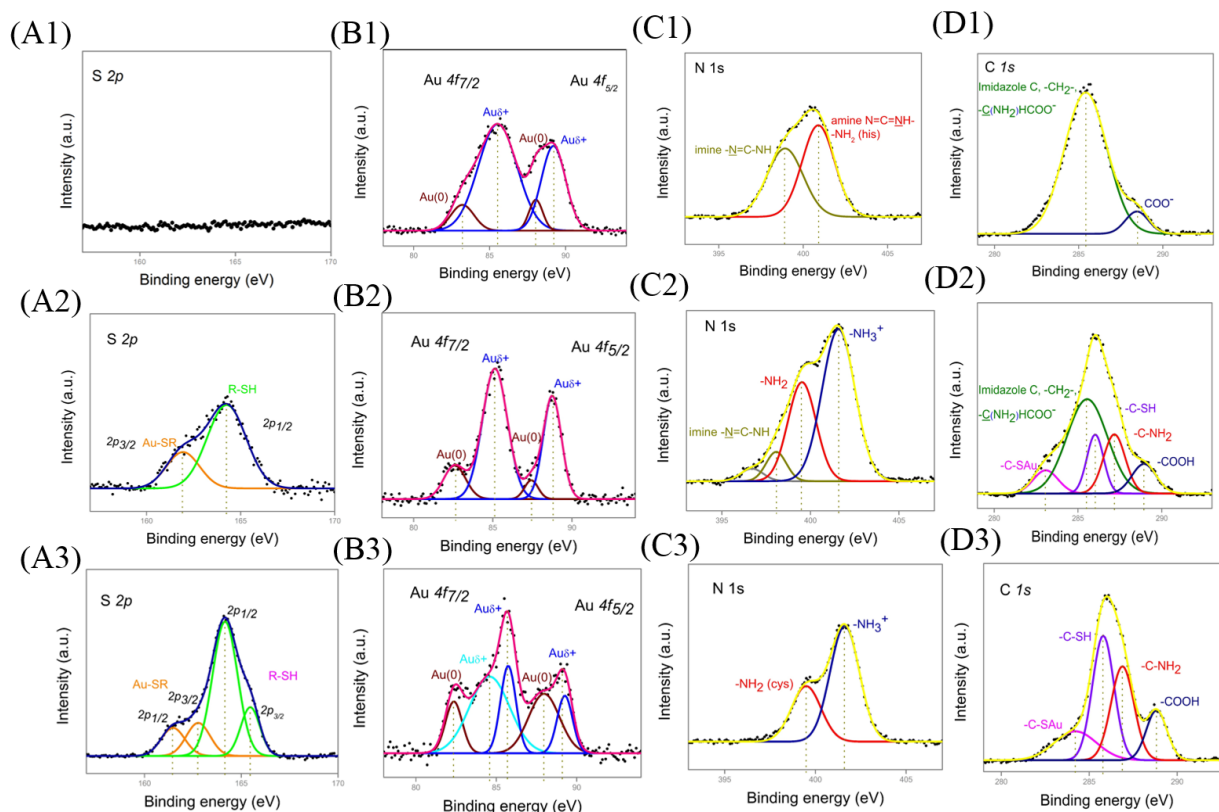 (A1)
S 2p
Intensity (a.u.)
160 165 170
Binding energy (eV)
(B1)
Au 4f7/2
Au 4f5/2
Auδ+
Au(0)
Auδ+
Au(0)
Intensity (a.u.)
80 85 90
Binding energy (eV)
(C1)
N 1s
amine N=C=NH-
-NH2 (his)
imine -N=C-NH
Intensity (a.u.)
395 400 405
Binding energy (eV)
(D1)
C 1s
Imidazole C, -CH2-,
-C(NH2)HCOO-
COO-
Intensity (a.u.)
280 285 290
Binding energy (eV)
(A2)
S 2p
R-SH
2p3/2
Au-SR
2p1/2
Intensity (a.u.)
160 165 170
Binding energy (eV)
(B2)
Au 4f7/2
Au 4f5/2
Auδ+
Auδ+
Au(0)
Au(0)
Intensity (a.u.)
80 85 90
Binding energy (eV)
(C2)
N 1s
-NH3+
-NH2
imine -N=C-NH
Intensity (a.u.)
395 400 405
Binding energy (eV)
(D2)
C 1s
Imidazole C, -CH2-,
-C(NH2)HCOO-
-C-SH
-C-NH2
-COOH
-C-SAu
Intensity (a.u.)
280 285 290
Binding energy (eV)
(A3)
S 2p
2p1/2
R-SH
Au-SR
2p3/2
2p1/2
2p3/2
Intensity (a.u.)
160 165 170
Binding energy (eV)
(B3)
Au 4f7/2
Au 4f5/2
Auδ+
Auδ+
Auδ+
Au(0)
Au(0)
Intensity (a.u.)
80 85 90
Binding energy (eV)
(C3)
N 1s
-NH3+
-NH2 (cys)
Intensity (a.u.)
395 400 405
Binding energy (eV)
(D3)
C 1s
-C-SH
-C-NH2
-COOH
-C-SAu
Intensity (a.u.)
280 285 290
Binding energy (eV)